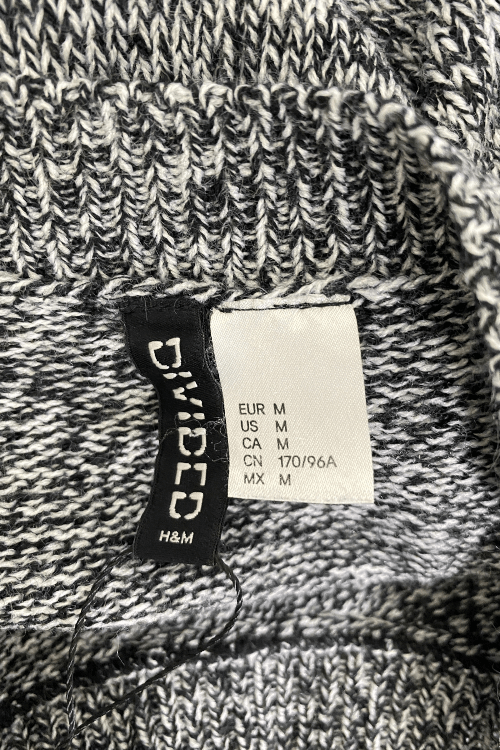 DIVIDED
H&M
EUR M
US M
CA M
CN 170/96A
MX M